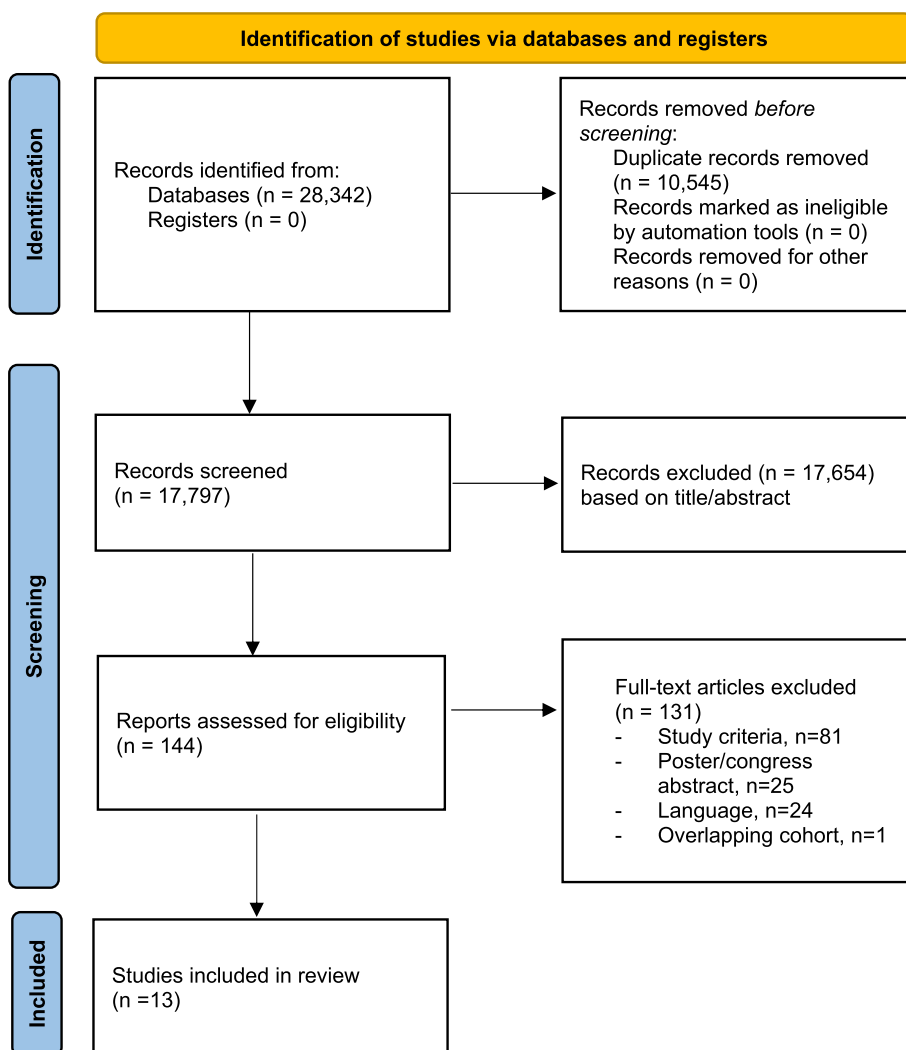 Identification of studies via databases and registers
Identification
Records identified from:
Databases (n = 28,342)
Registers (n = 0)
Records removed before
screening:
Duplicate records removed
(n = 10,545)
Records marked as ineligible
by automation tools (n = 0)
Records removed for other
reasons (n = 0)
Screening
Records screened
(n = 17,797)
Records excluded (n = 17,654)
based on title/abstract
Reports assessed for eligibility
(n = 144)
Full-text articles excluded
(n = 131)
- Study criteria, n=81
- Poster/congress
abstract, n=25
- Language, n=24
- Overlapping cohort, n=1
Included
Studies included in review
(n =13)